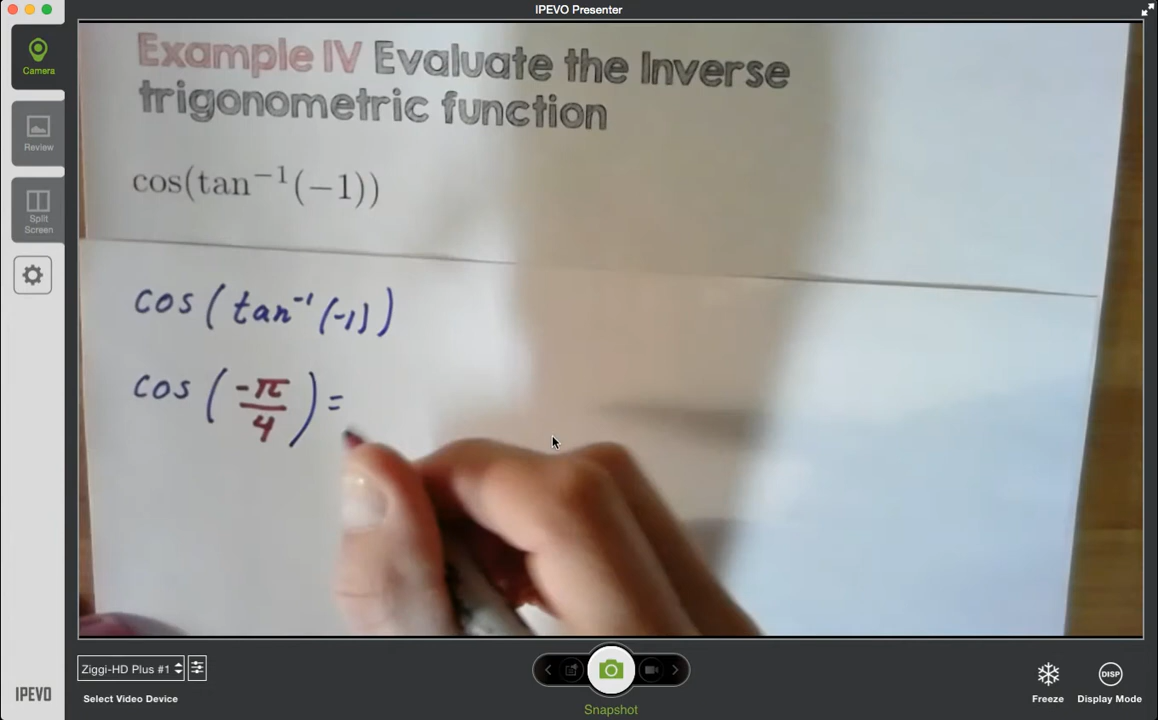 IPEVO Presenter
Camera
Example IV Evaluate the Inverse
trigonometric function
Review
cos(tan⁻¹(−1))
Split
Screen
cos(tan⁻¹(-1))
cos(-π/4)=
Ziggi-HD Plus #1
IPEVO
Select Video Device
Snapshot
Freeze
DISP
Display Mode